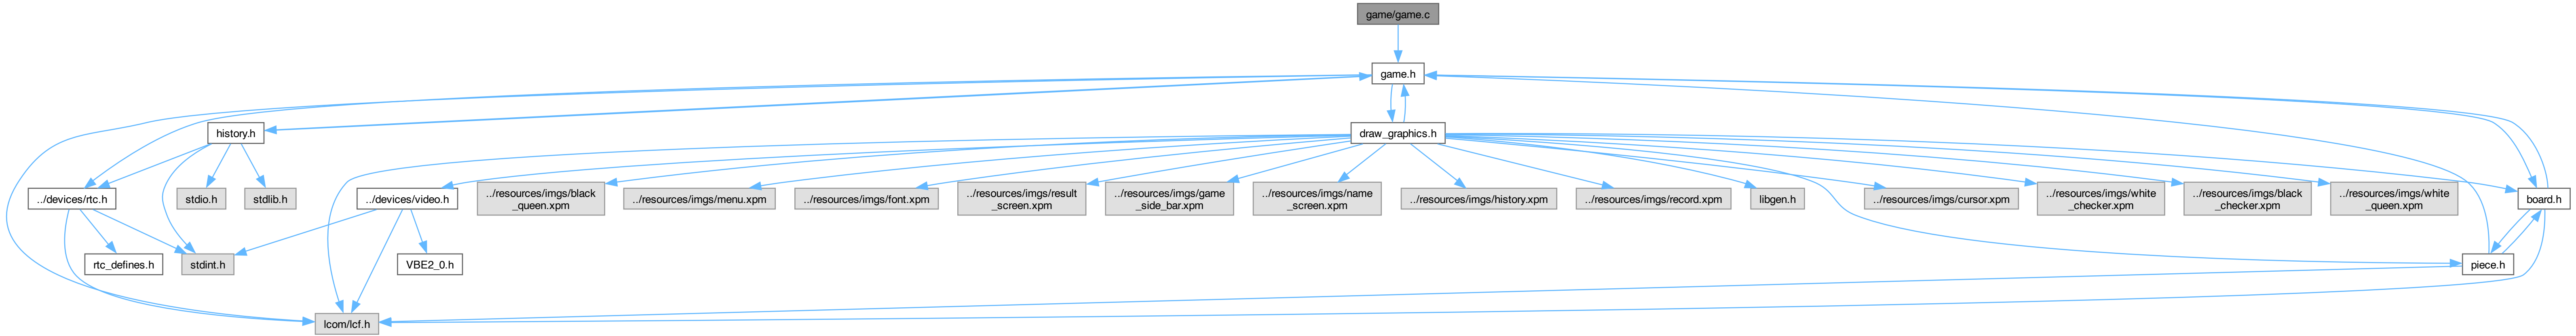 game/game.c
game.h
history.h
draw_graphics.h
../devices/rtc.h
stdio.h
stdlib.h
../devices/video.h
../resources/imgs/black
_queen.xpm
../resources/imgs/menu.xpm
../resources/imgs/font.xpm
../resources/imgs/result
_screen.xpm
../resources/imgs/game
_side_bar.xpm
../resources/imgs/name
_screen.xpm
../resources/imgs/history.xpm
../resources/imgs/record.xpm
libgen.h
../resources/imgs/cursor.xpm
../resources/imgs/white
_checker.xpm
../resources/imgs/black
_checker.xpm
../resources/imgs/white
_queen.xpm
board.h
rtc_defines.h
stdint.h
VBE2_0.h
piece.h
lcom/lcf.h